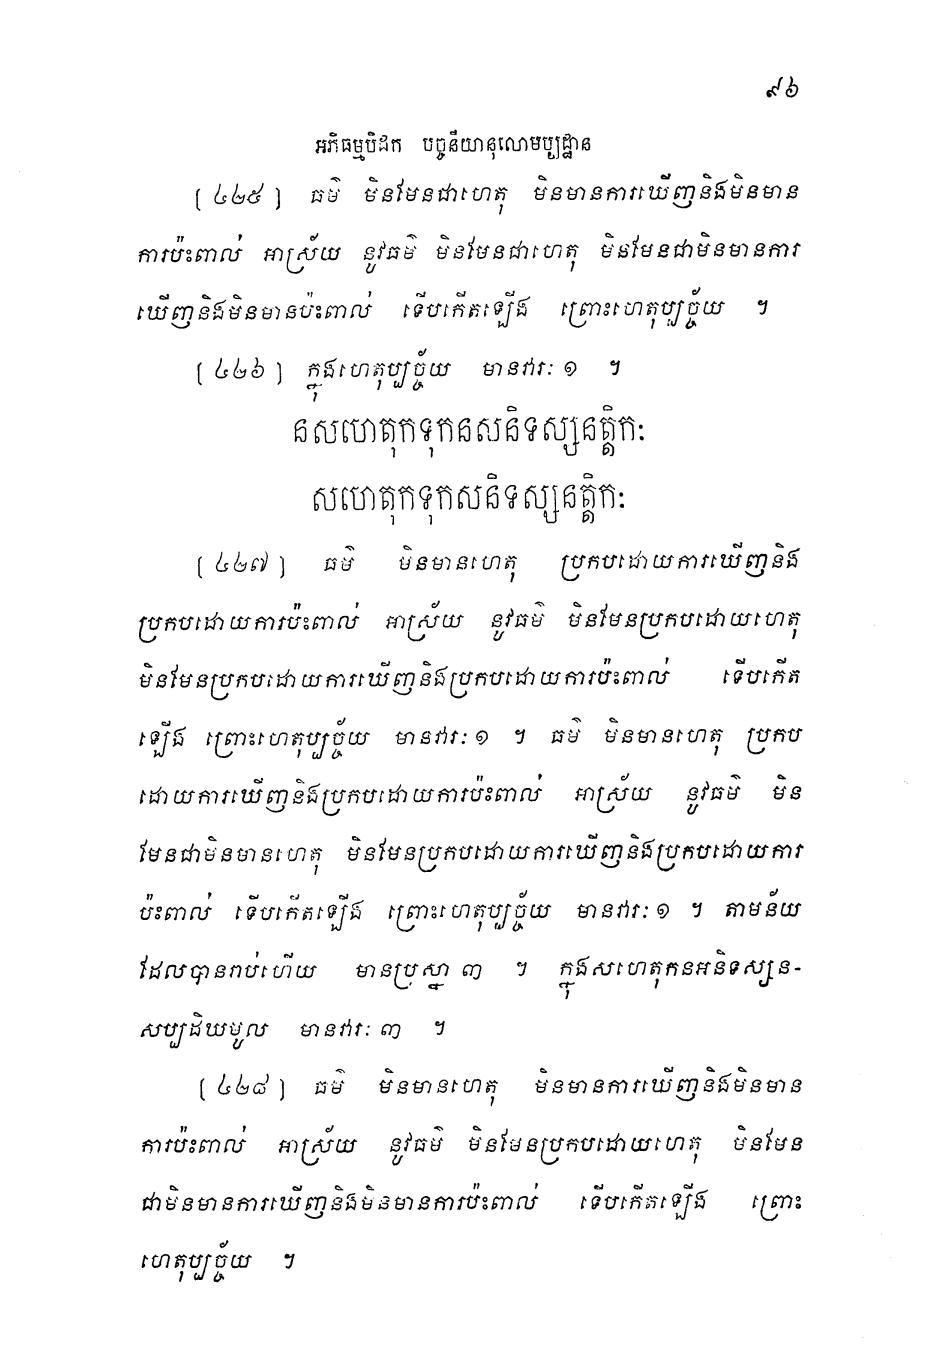 ៩៦
អភិធម្មបិដក បច្ចនីយានុលោមប្បដ្ឋាន
[ ៤២៥ ] ធម៌ មិនមែនជាហេតុ មិនមានការឃើញនិងមិនមាន
ការប៉ះពាល់ អាស្រ័យ នូវធម៌ មិនមែនជាហេតុ មិនមែនជាមិនមានការ
ឃើញនិងមិនមានប៉ះពាល់ ទើបកើតឡើង ព្រោះហេតុប្បច្ច័យ ។
[ ៤២៦ ] ក្នុងហេតុប្បច្ច័យ មានវារៈ ១ ។
នសហេតុកទុកនសនិទស្សនត្តិកៈ
សហេតុកទុកសនិទស្សនត្តិកៈ
[ ៤២៧ ] ធម៌ មិនមានហេតុ ប្រកបដោយការឃើញនិង
ប្រកបដោយការប៉ះពាល់ អាស្រ័យ នូវធម៌ មិនមែនប្រកបដោយហេតុ
មិនមែនប្រកបដោយការឃើញនិងប្រកបដោយការប៉ះពាល់ ទើបកើត
ឡើង ព្រោះហេតុប្បច្ច័យ មានវារៈ ១ ។ ធម៌ មិនមានហេតុ ប្រកប
ដោយការឃើញនិងប្រកបដោយការប៉ះពាល់ អាស្រ័យ នូវធម៌ មិន
មែនជាមិនមានហេតុ មិនមែនប្រកបដោយការឃើញនិងប្រកបដោយការ
ប៉ះពាល់ ទើបកើតឡើង ព្រោះហេតុប្បច្ច័យ មានវារៈ ១ ។ តាមន័យ
ដែលបានរាប់ហើយ មានប្រស្នា ៣ ។ ក្នុងសហេតុកនអនិទស្សន-
សប្បដិឃមូល មានវារៈ ៣ ។
[ ៤២៨ ] ធម៌ មិនមានហេតុ មិនមានការឃើញនិងមិនមាន
ការប៉ះពាល់ អាស្រ័យ នូវធម៌ មិនមែនប្រកបដោយហេតុ មិនមែន
ជាមិនមានការឃើញនិងមិនមានការប៉ះពាល់ ទើបកើតឡើង ព្រោះ
ហេតុប្បច្ច័យ ។